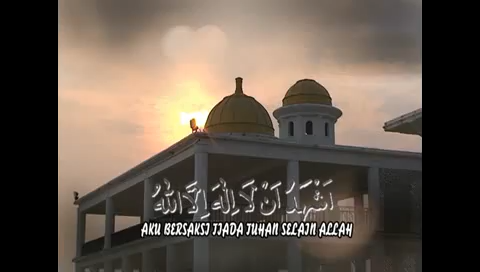 اَشْهَدُ اَنْ لَا اِلٰهَ اِلَّا اللّٰهُ
AKU BERSAKSI TIADA TUHAN SELAIN ALLAH